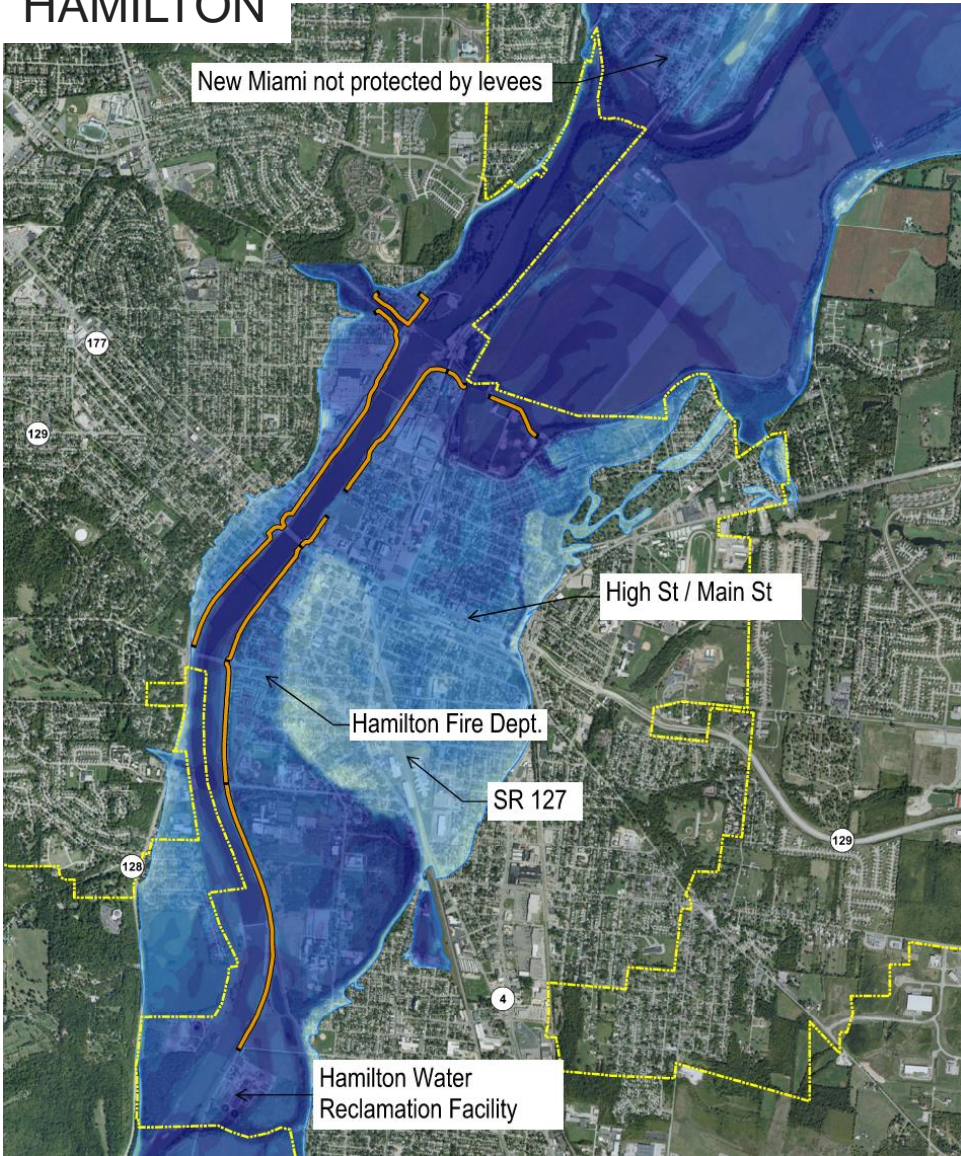 HAMILTON
New Miami not protected by levees
177
129
High St / Main St
Hamilton Fire Dept.
SR 127
129
128
4
Hamilton Water
Reclamation Facility